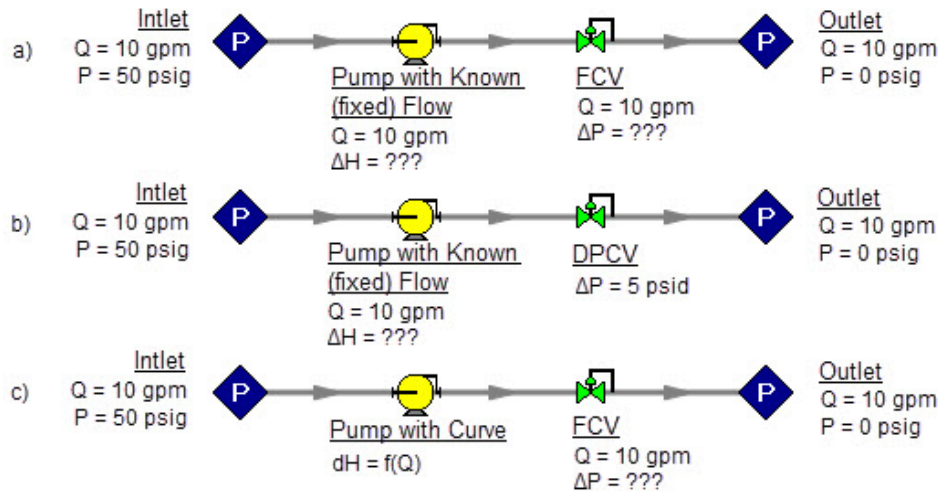 a)
Intlet
Q = 10 gpm
P = 50 psig
P
Pump with Known
(fixed) Flow
Q = 10 gpm
ΔH = ???
FCV
Q = 10 gpm
ΔP = ???
P
Outlet
Q = 10 gpm
P = 0 psig
b)
Intlet
Q = 10 gpm
P = 50 psig
P
Pump with Known
(fixed) Flow
Q = 10 gpm
ΔH = ???
DPCV
ΔP = 5 psid
P
Outlet
Q = 10 gpm
P = 0 psig
c)
Intlet
Q = 10 gpm
P = 50 psig
P
Pump with Curve
dH = f(Q)
FCV
Q = 10 gpm
ΔP = ???
P
Outlet
Q = 10 gpm
P = 0 psig